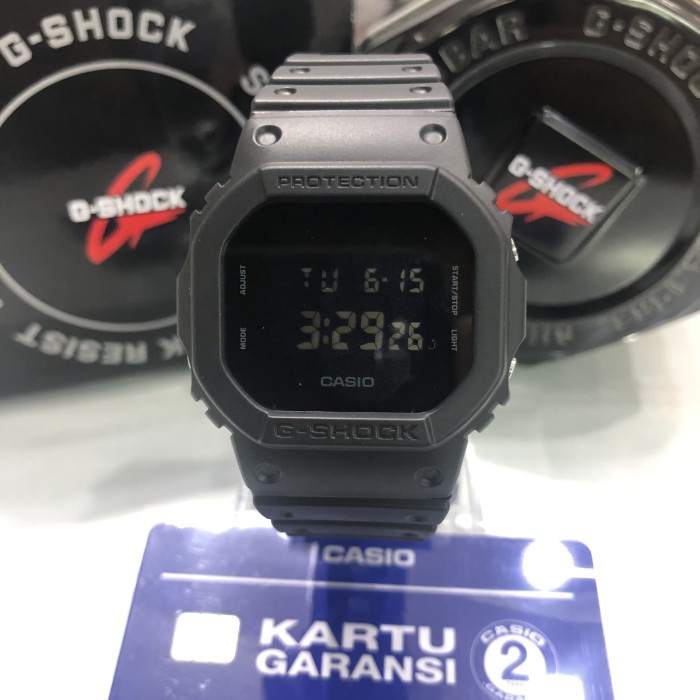 G-SHOCK
G-SHOCK
K RESIST
BAR G-SHOCK
G-SHOCK
PROTECTION
ADJUST
MODE
START/STOP
LIGHT
TU 6-15
3:29 26
CASIO
G-SHOCK
CASIO
KARTU
GARANSI
CASIO
2